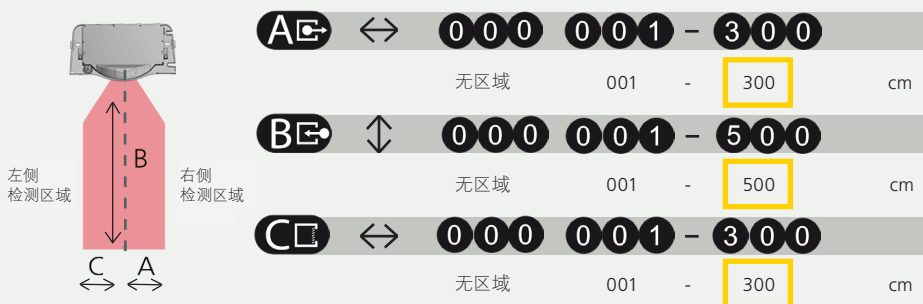 A 000 001 - 300
无区域 001 - 300 cm
B 000 001 - 500
无区域 001 - 500 cm
C 000 001 - 300
无区域 001 - 300 cm
B
左侧
检测区域
右侧
检测区域
C A